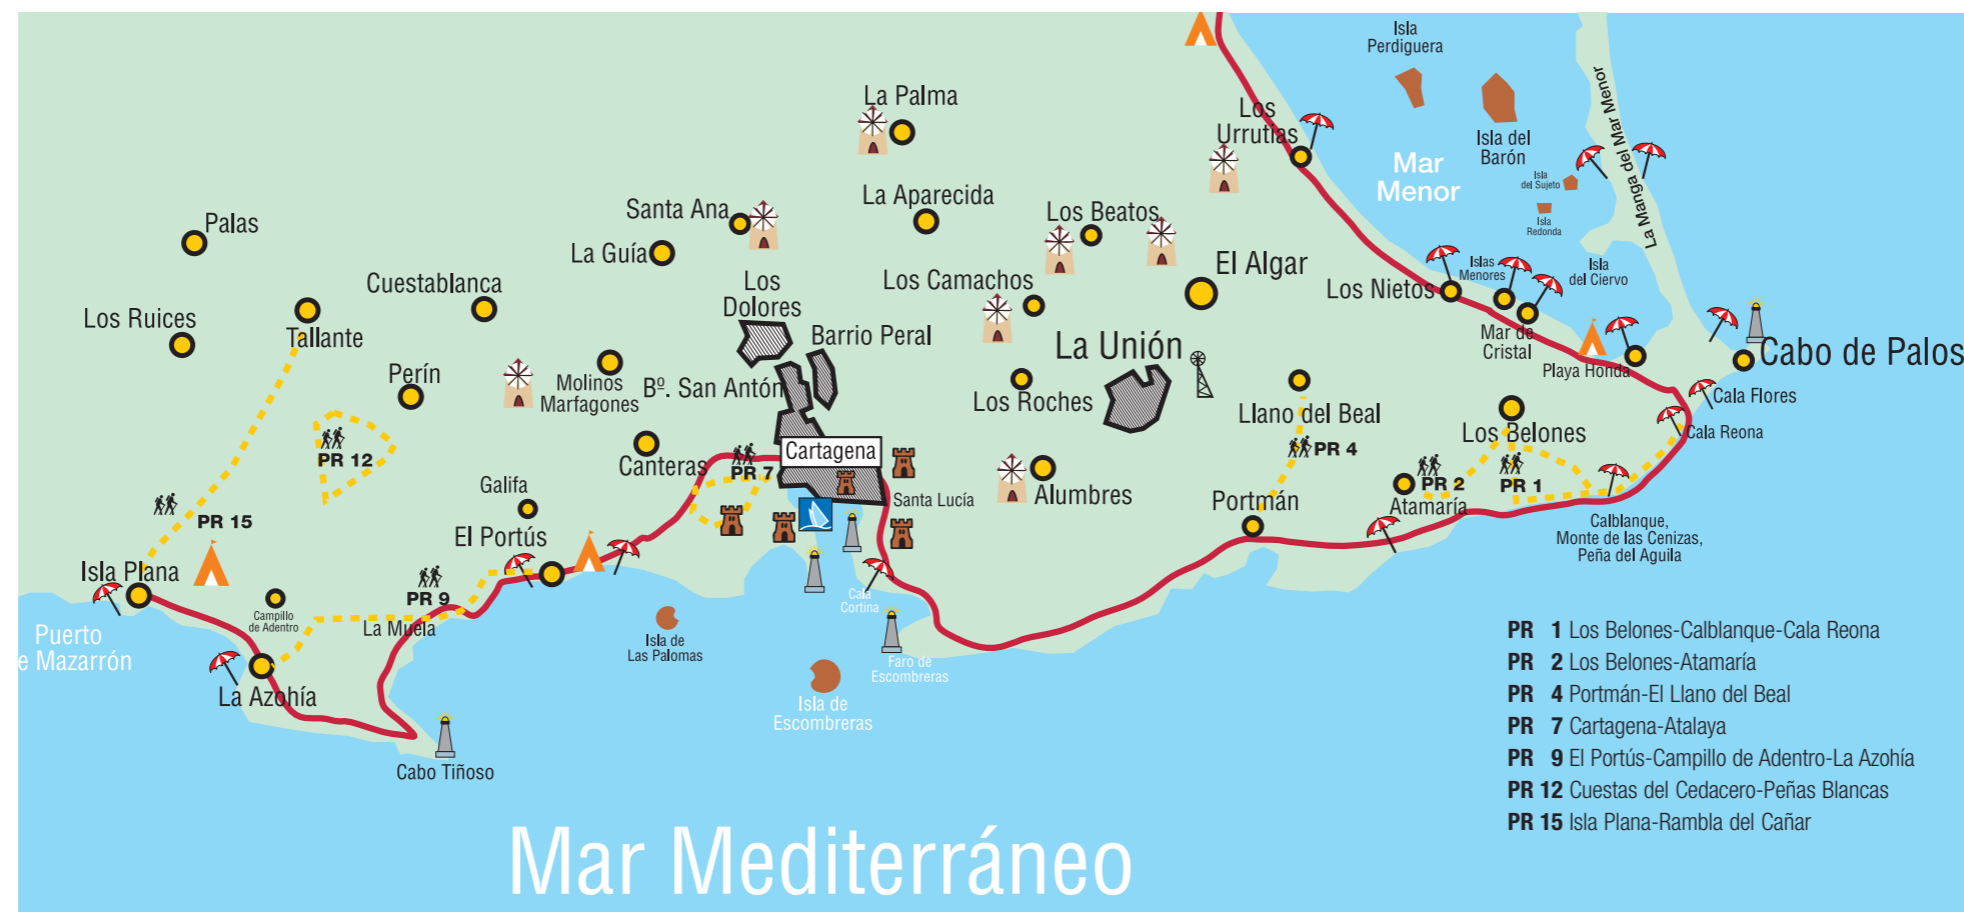 Isla
Perdiguera
La Manga del Mar Menor
La Palma
Los
Urrutias
Isla del
Barón
Mar
Menor
Isla
del Sujeto
Isla
Redonda
Palas
Santa Ana
La Aparecida
Los Beatos
La Guía
El Algar
Islas
Menores
Isla
del Ciervo
Cuestablanca
Los
Dolores
Los Camachos
Los Nietos
Los Ruices
Tallante
Barrio Peral
La Unión
Mar de
Cristal
Cabo de Palos
Playa Honda
Perín
Molinos
Marfagones
Bº. San Antón
Los Roches
Llano del Beal
Cala Flores
Los Belones
Cala Reona
PR 12
Canteras
PR 7
Cartagena
PR 4
Galifa
Santa Lucía
Alumbres
Portmán
PR 2
Atamaría
PR 1
PR 15
El Portús
Calblanque,
Monte de las Cenizas,
Peña del Aguila
Isla Plana
Campillo
de Adentro
PR 9
La Muela
Cala
Cortina
Puerto
e Mazarrón
Isla de
Las Palomas
Faro de
Escombreras
La Azohía
Isla de
Escombreras
Cabo Tiñoso
PR 1 Los Belones-Calblanque-Cala Reona
PR 2 Los Belones-Atamaría
PR 4 Portmán-El Llano del Beal
PR 7 Cartagena-Atalaya
PR 9 El Portús-Campillo de Adentro-La Azohía
PR 12 Cuestas del Cedacero-Peñas Blancas
PR 15 Isla Plana-Rambla del Cañar
Mar Mediterráneo